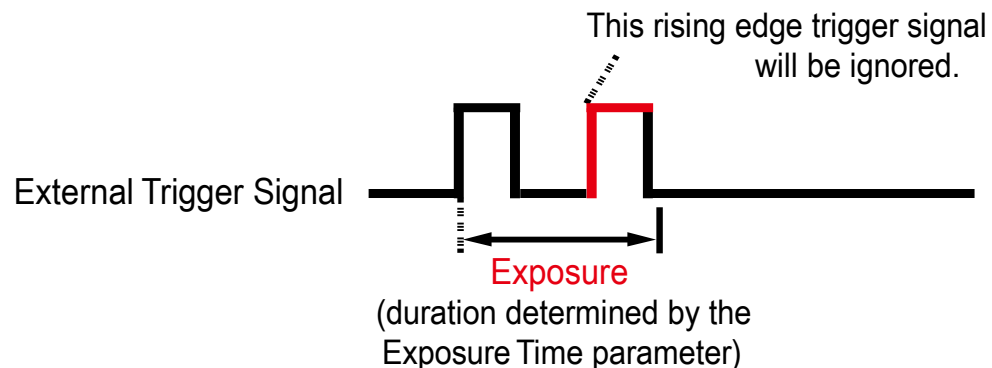 This rising edge trigger signal
will be ignored.
External Trigger Signal
Exposure
(duration determined by the
Exposure Time parameter)